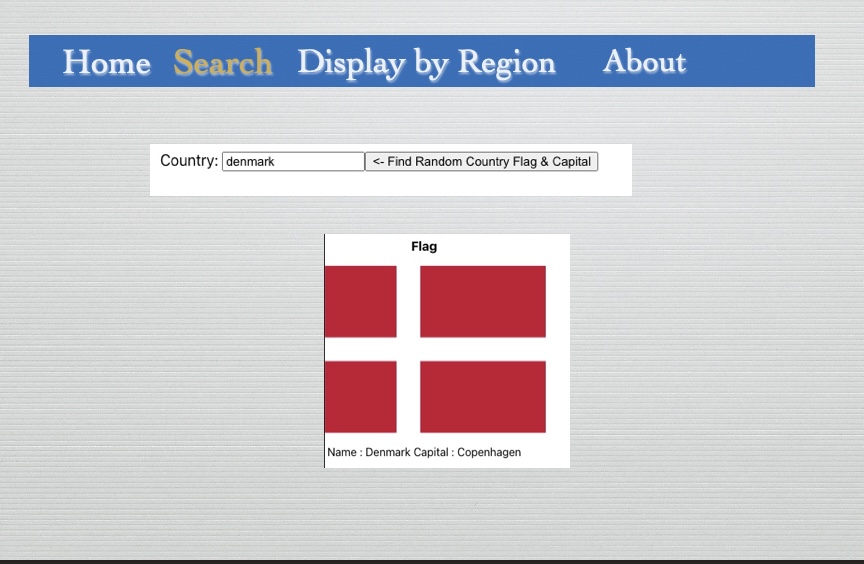 Home Search Display by Region About
Country: denmark <- Find Random Country Flag & Capital
Flag
Name : Denmark Capital : Copenhagen